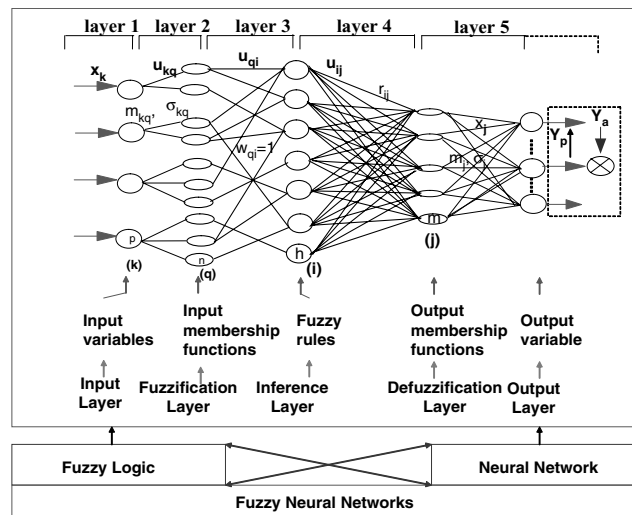 layer 1 layer 2 layer 3 layer 4 layer 5
x_k u_kq u_qi u_ij
r_ij
m_kq, σ_kq
x_j
Y_p Y_a
w_qi=1
m_j, σ_j
p n h m
(k) (q) (i) (j)
Input variables
Input membership functions
Fuzzy rules
Output membership functions
Output variable
Input Layer
Fuzzification Layer
Inference Layer
Defuzzification Layer
Output Layer
Fuzzy Logic
Neural Network
Fuzzy Neural Networks